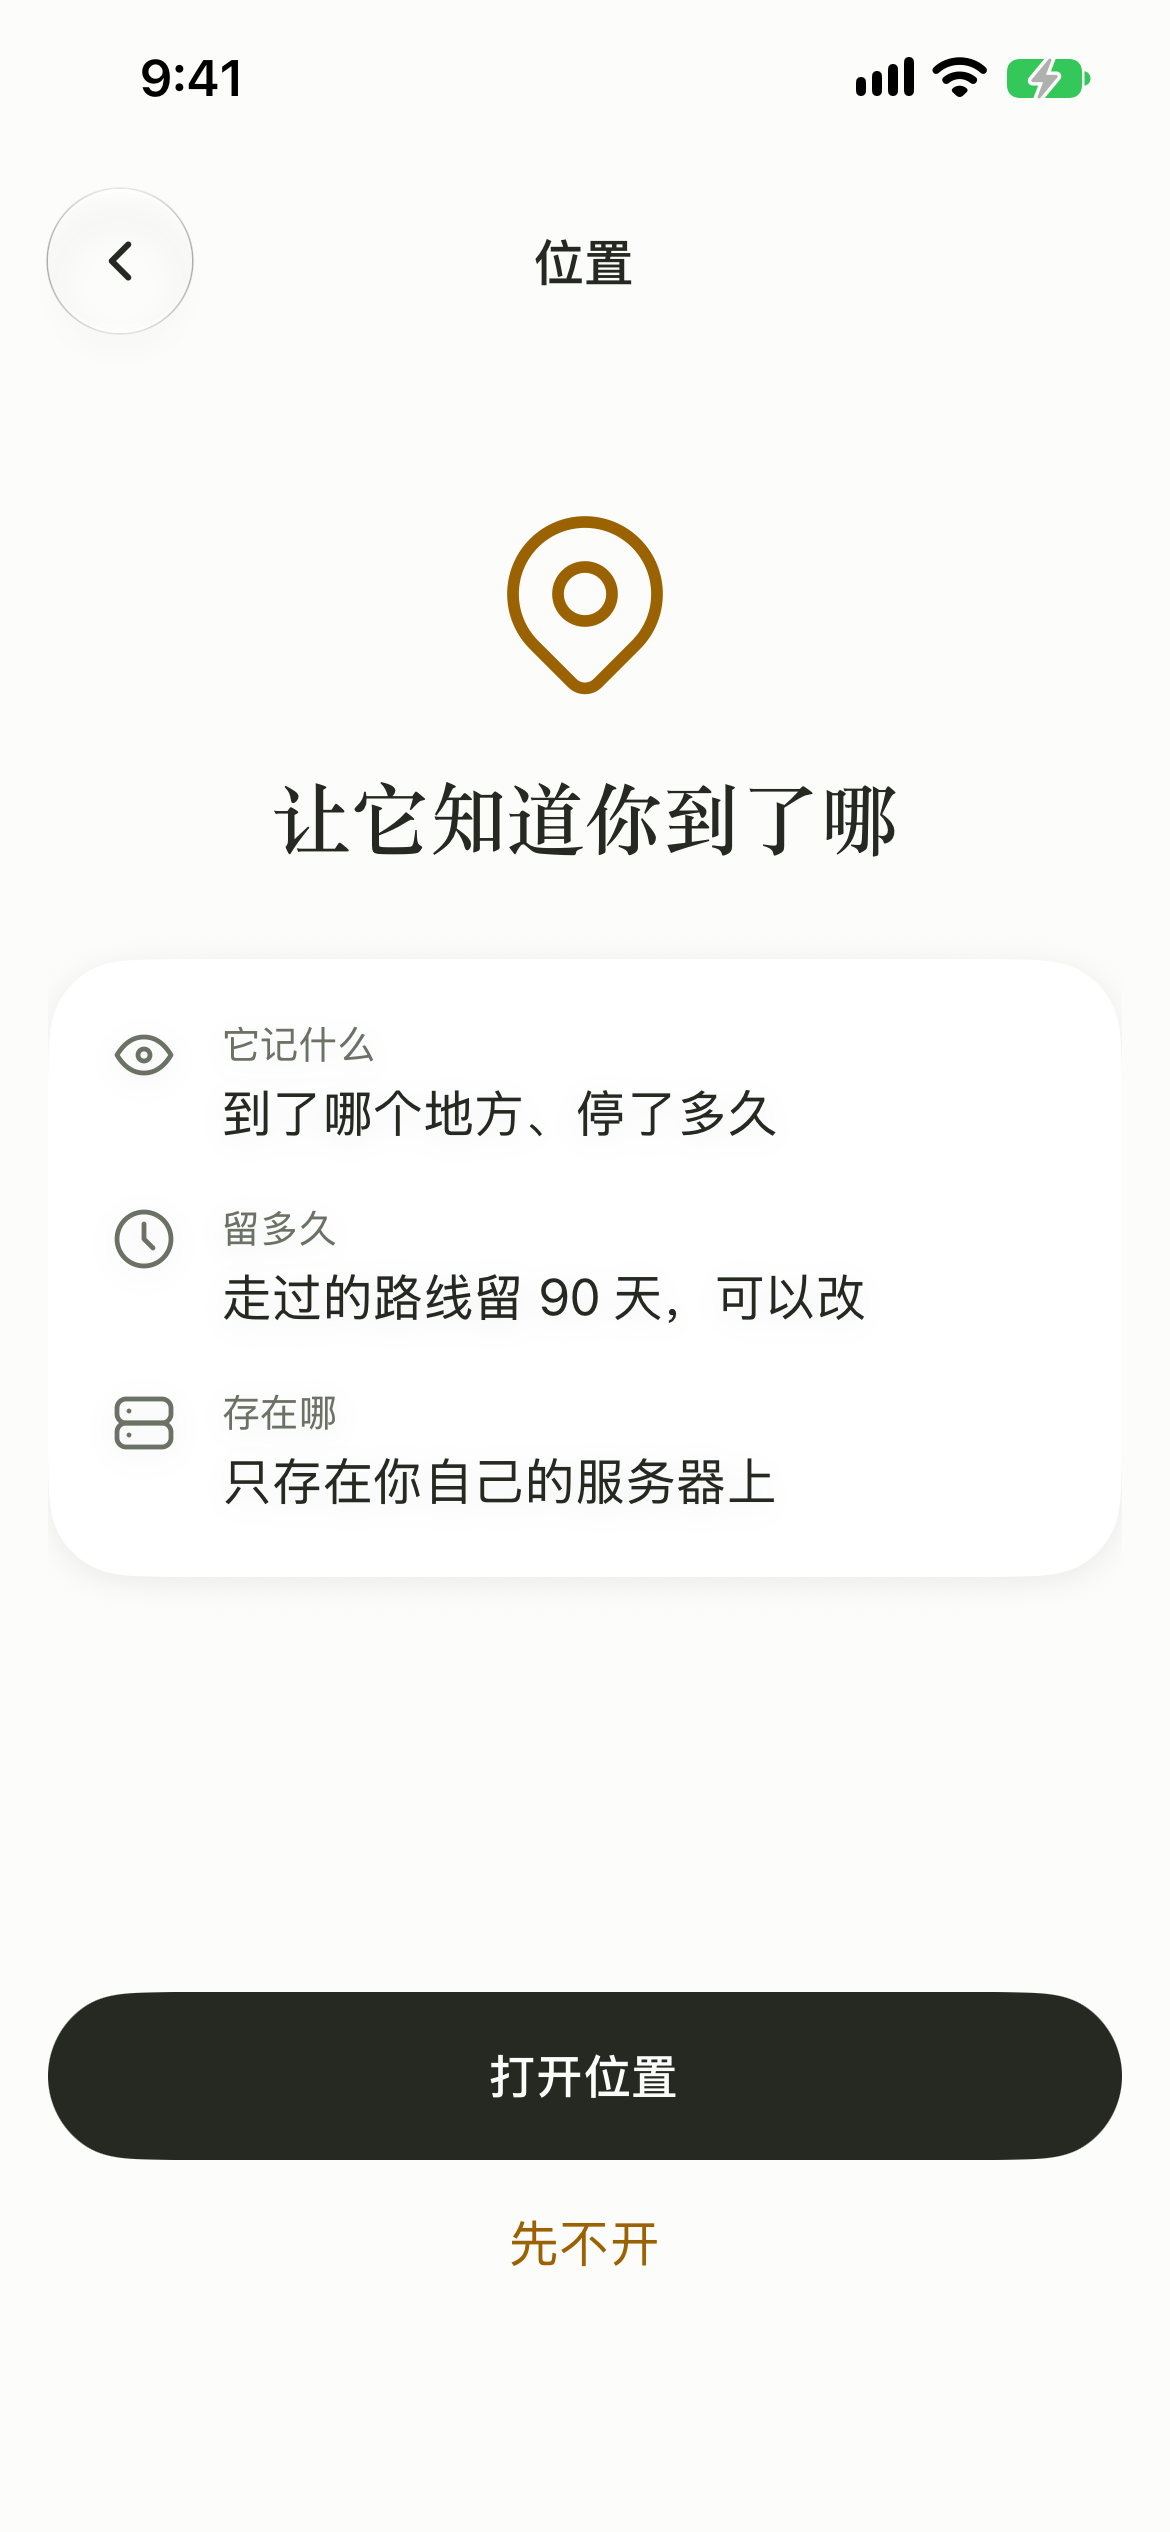 9:41
位置
让它知道你到了哪
它记什么
到了哪个地方、停了多久
留多久
走过的路线留 90 天，可以改
存在哪
只存在你自己的服务器上
打开位置
先不开